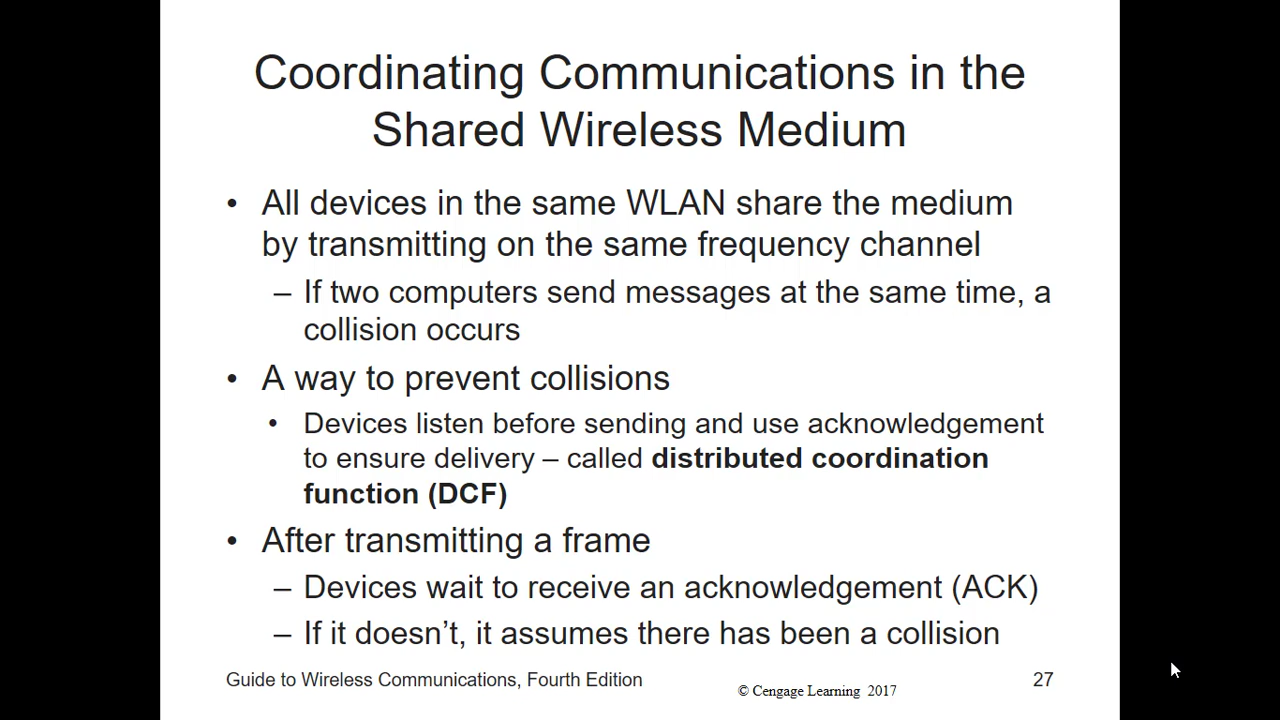 Coordinating Communications in the
Shared Wireless Medium
• All devices in the same WLAN share the medium
by transmitting on the same frequency channel
– If two computers send messages at the same time, a
collision occurs
• A way to prevent collisions
• Devices listen before sending and use acknowledgement
to ensure delivery – called distributed coordination
function (DCF)
• After transmitting a frame
– Devices wait to receive an acknowledgement (ACK)
– If it doesn’t, it assumes there has been a collision
Guide to Wireless Communications, Fourth Edition
© Cengage Learning 2017
27